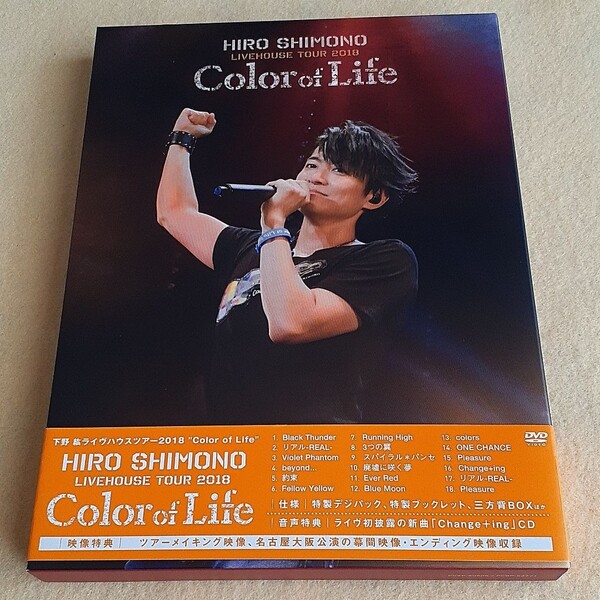 HIRO SHIMONO
LIVEHOUSE TOUR 2018
Color of Life
下野 紘ライヴハウスツアー2018 "Color of Life"
HIRO SHIMONO
LIVEHOUSE TOUR 2018
Color of Life
1. Black Thunder
2. リアル-REAL-
3. Violet Phantom
4. beyond...
5. 約束
6. Fellow Yellow
7. Running High
8. 3つの翼
9. スパイラル＊パンセ
10. 廃墟に咲く夢
11. Ever Red
12. Blue Moon
13. colors
14. ONE CHANCE
15. Pleasure
16. Change+ing
17. リアル-REAL-
18. Pleasure
DVD
VIDEO
|仕様| 特製デジパック、特製ブックレット、三方背BOXほか
|音声特典| ライヴ初披露の新曲「Change+ing」CD
|映像特典| ツアーメイキング映像、名古屋大阪公演の幕間映像・エンディング映像収録